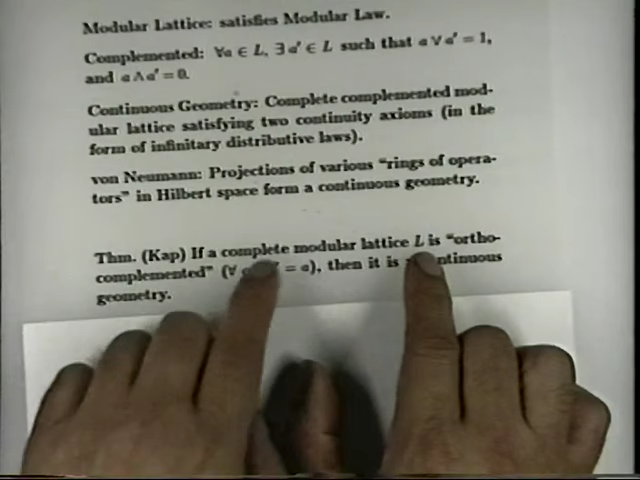 Modular Lattice: satisfies Modular Law.
Complemented: ∀a ∈ L, ∃ a′ ∈ L such that a ∨ a′ = 1,
and a ∧ a′ = 0.
Continuous Geometry: Complete complemented mod-
ular lattice satisfying two continuity axioms (in the
form of infinitary distributive laws).
von Neumann: Projections of various "rings of opera-
tors" in Hilbert space form a continuous geometry.
Thm. (Kap) If a complete modular lattice L is "ortho-
complemented" (∀ = a), then it is
geometry.